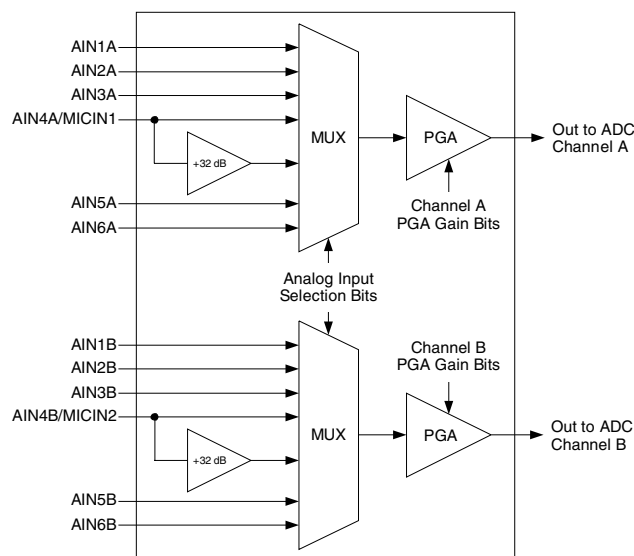 AIN1A
AIN2A
AIN3A
AIN4A/MICIN1
+32 dB
AIN5A
AIN6A
MUX
PGA
Out to ADC
Channel A
Channel A
PGA Gain Bits
Analog Input
Selection Bits
AIN1B
AIN2B
AIN3B
AIN4B/MICIN2
+32 dB
AIN5B
AIN6B
MUX
Channel B
PGA Gain Bits
PGA
Out to ADC
Channel B